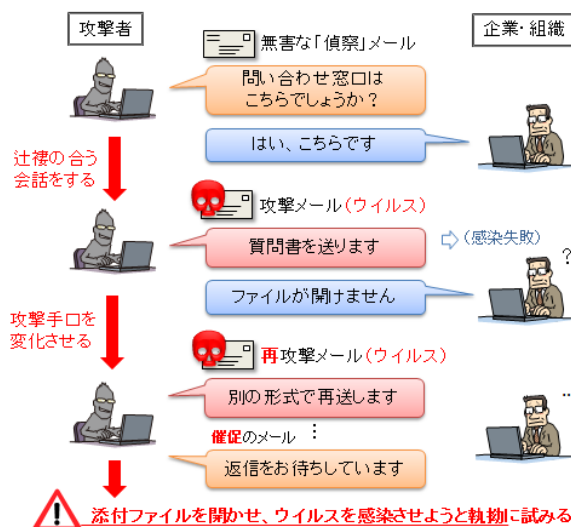 攻撃者
企業・組織
無害な「偵察」メール
問い合わせ窓口は
こちらでしょうか？
はい、こちらです
辻褄の合う
会話をする
攻撃メール（ウイルス）
質問書を送ります
（感染失敗）
?
ファイルが開けません
攻撃手口を
変化させる
再攻撃メール（ウイルス）
別の形式で再送します
催促のメール
⋮
‥
返信をお待ちしています
添付ファイルを開かせ、ウイルスを感染させようと執拗に試みる